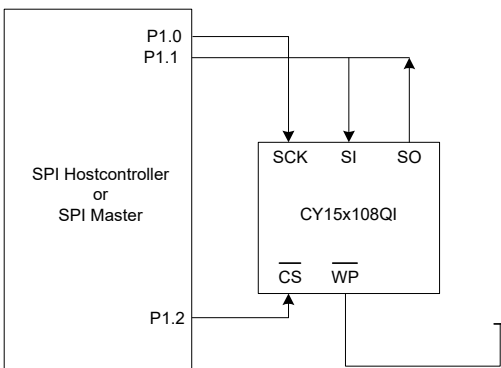 P1.0
P1.1
SCK SI SO
SPI Hostcontroller
or
SPI Master
CY15x108QI
CS WP
P1.2